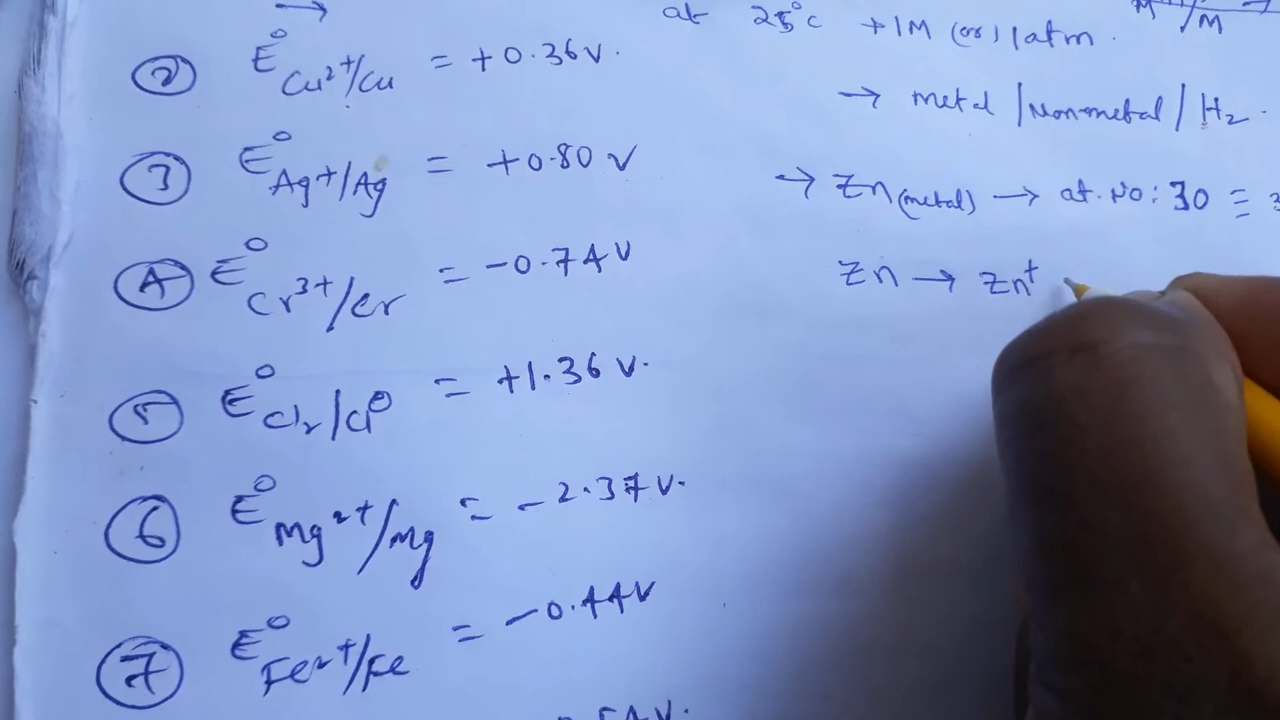 at 25°C + 1M (or) 1atm.
M / M
② E° Cu²⁺/Cu = +0.36V.
→ metal / Nonmetal / H₂.
③ E° Ag⁺/Ag = +0.80 V
→ Zn(metal) → at.No: 30 ≡
④ E° Cr³⁺/Cr = -0.74V
Zn → Zn⁺
⑤ E° Cl₂/Cl⊖ = +1.36 V.
⑥ E° Mg²⁺/Mg = -2.37V.
⑦ E° Fe²⁺/Fe = -0.44V
54V.